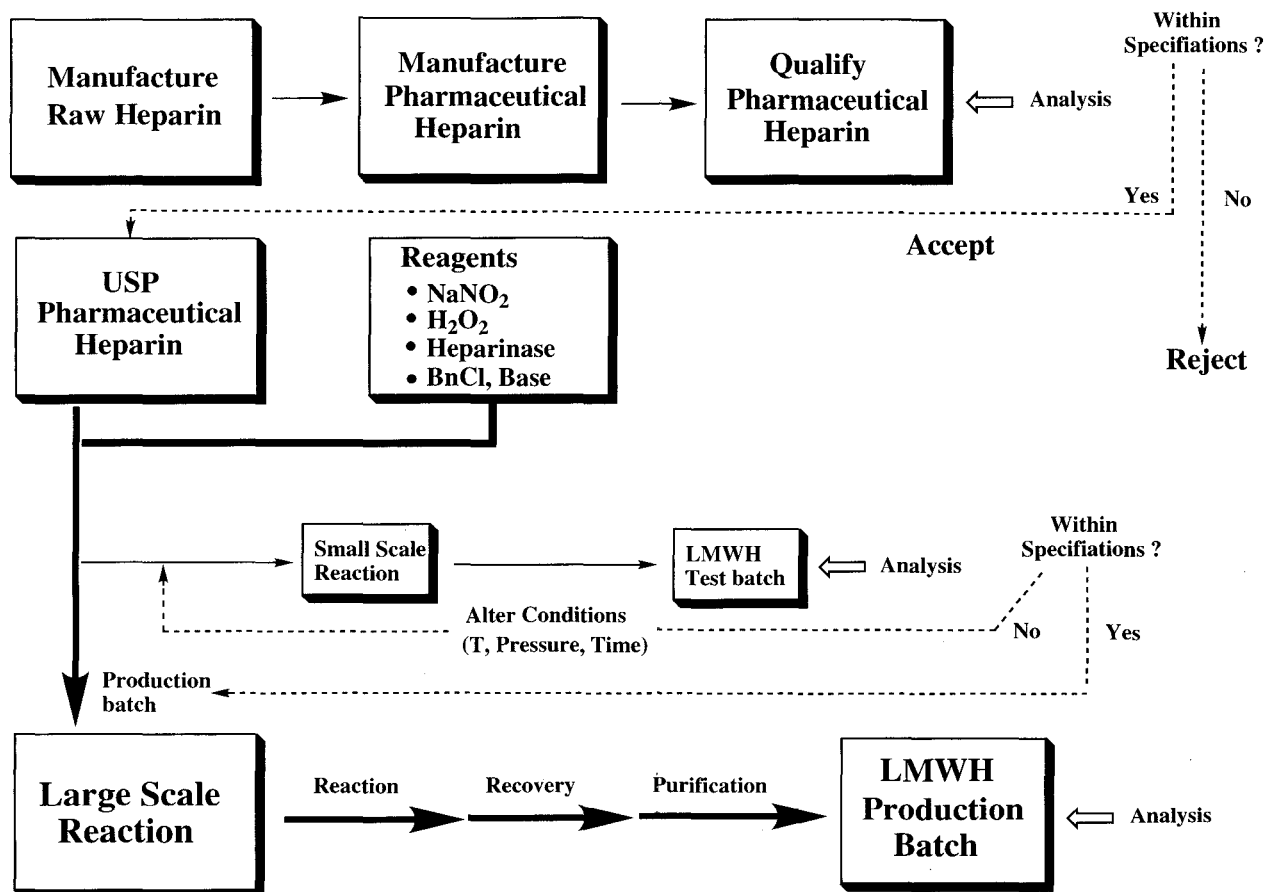 Manufacture
Raw Heparin
Manufacture
Pharmaceutical
Heparin
Qualify
Pharmaceutical
Heparin
Analysis
Within
Specifiations ?
Yes
No
Accept
Reject
USP
Pharmaceutical
Heparin
Reagents
• NaNO₂
• H₂O₂
• Heparinase
• BnCl, Base
Small Scale
Reaction
LMWH
Test batch
Analysis
Within
Specifiations ?
Alter Conditions
(T, Pressure, Time)
No
Yes
Production
batch
Large Scale
Reaction
Reaction
Recovery
Purification
LMWH
Production
Batch
Analysis